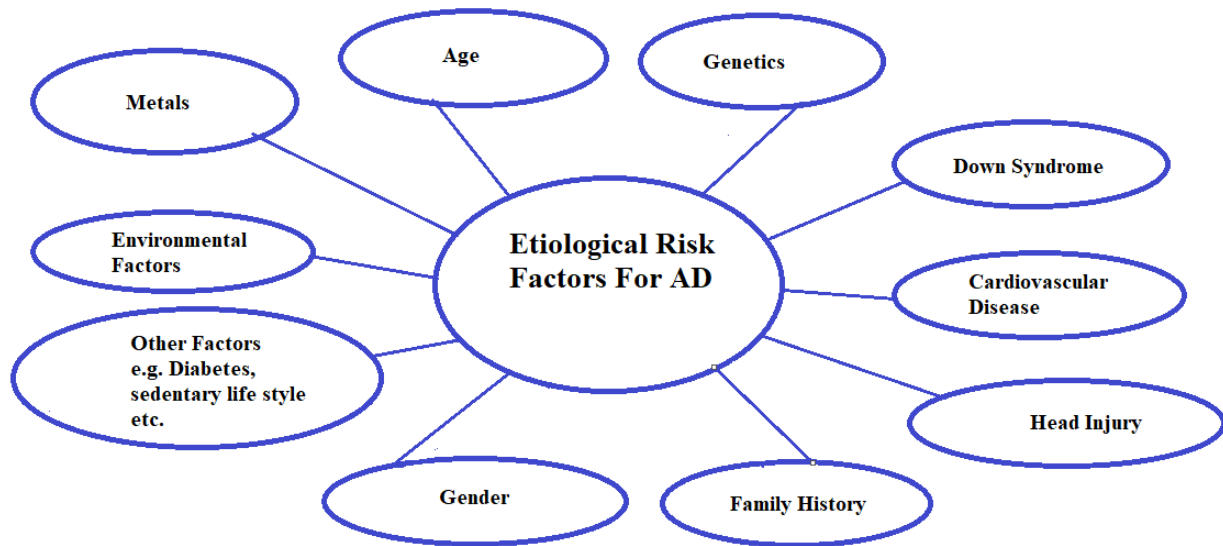 Age
Genetics
Metals
Down Syndrome
Etiological Risk
Factors For AD
Environmental
Factors
Cardiovascular
Disease
Other Factors
e.g. Diabetes,
sedentary life style
etc.
Head Injury
Gender
Family History